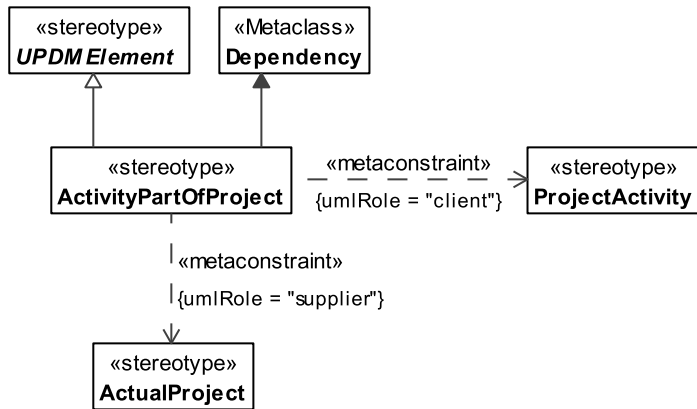 «stereotype»
UPDMElement
«Metaclass»
Dependency
«stereotype»
ActivityPartOfProject
«metaconstraint»
{umlRole = "client"}
«stereotype»
ProjectActivity
«metaconstraint»
{umlRole = "supplier"}
«stereotype»
ActualProject